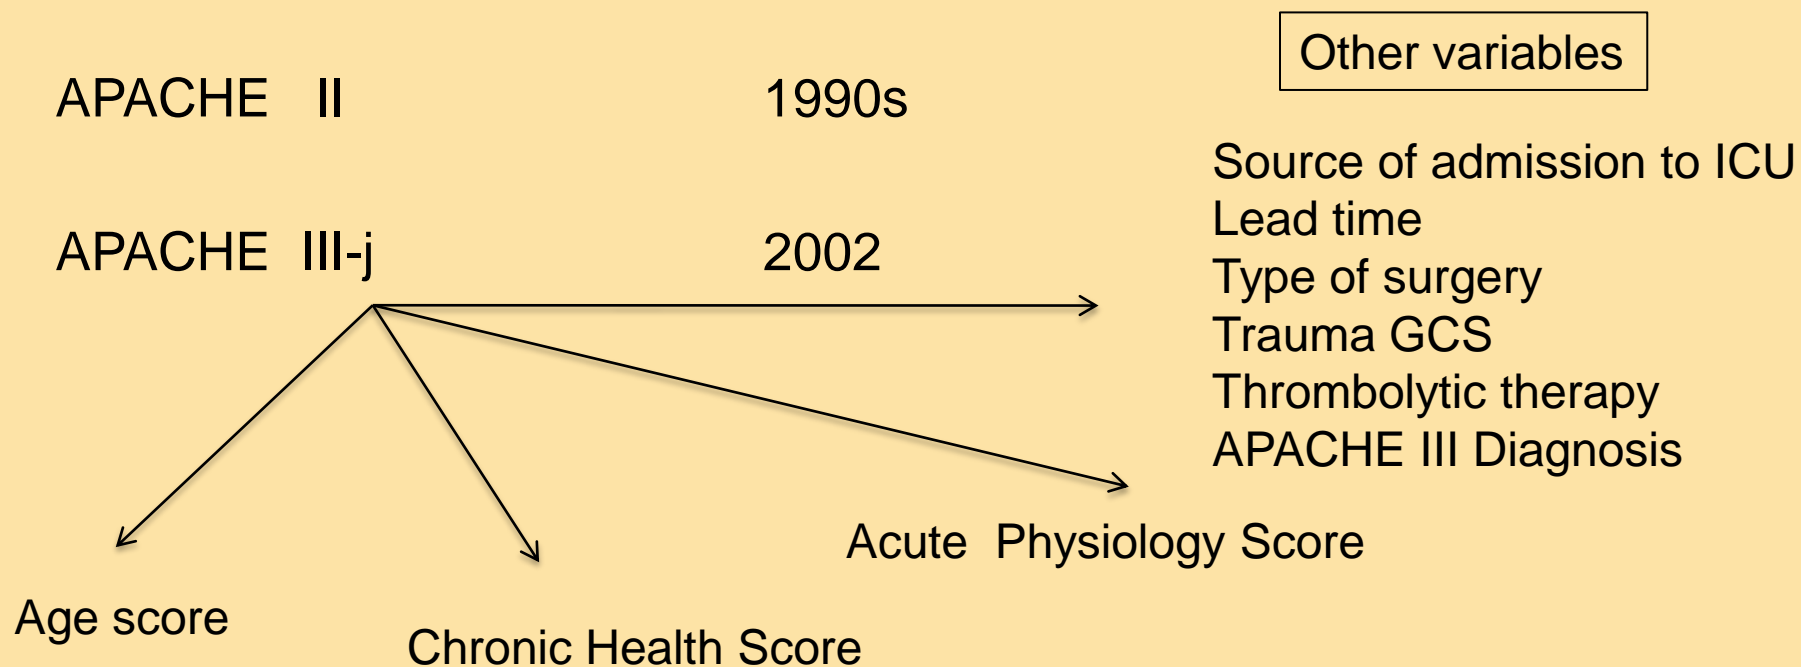 APACHE II 1990s
APACHE III-j 2002
Other variables
Source of admission to ICU
Lead time
Type of surgery
Trauma GCS
Thrombolytic therapy
APACHE III Diagnosis
Acute Physiology Score
Age score
Chronic Health Score